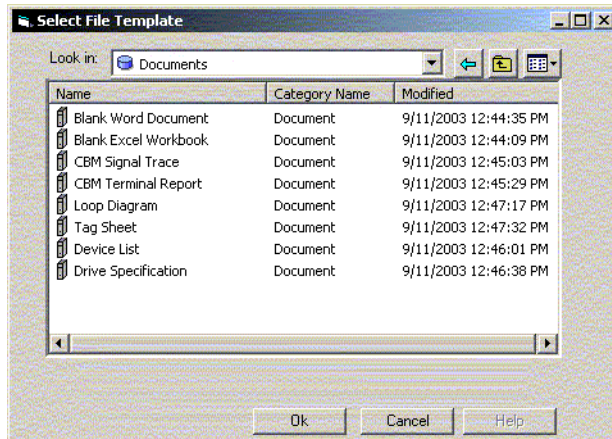 Select File Template
Look in: Documents
Name Category Name Modified
Blank Word Document Document 9/11/2003 12:44:35 PM
Blank Excel Workbook Document 9/11/2003 12:44:09 PM
CBM Signal Trace Document 9/11/2003 12:45:03 PM
CBM Terminal Report Document 9/11/2003 12:45:29 PM
Loop Diagram Document 9/11/2003 12:47:17 PM
Tag Sheet Document 9/11/2003 12:47:32 PM
Device List Document 9/11/2003 12:46:01 PM
Drive Specification Document 9/11/2003 12:46:38 PM
Ok Cancel Help